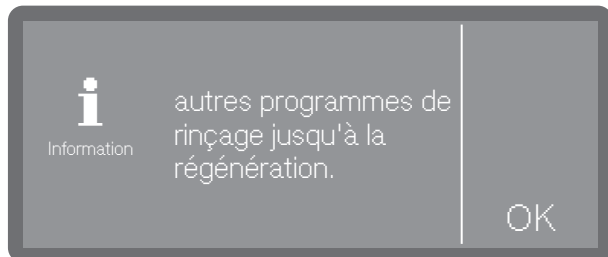 Information
autres programmes de
rinçage jusqu'à la
régénération.
OK